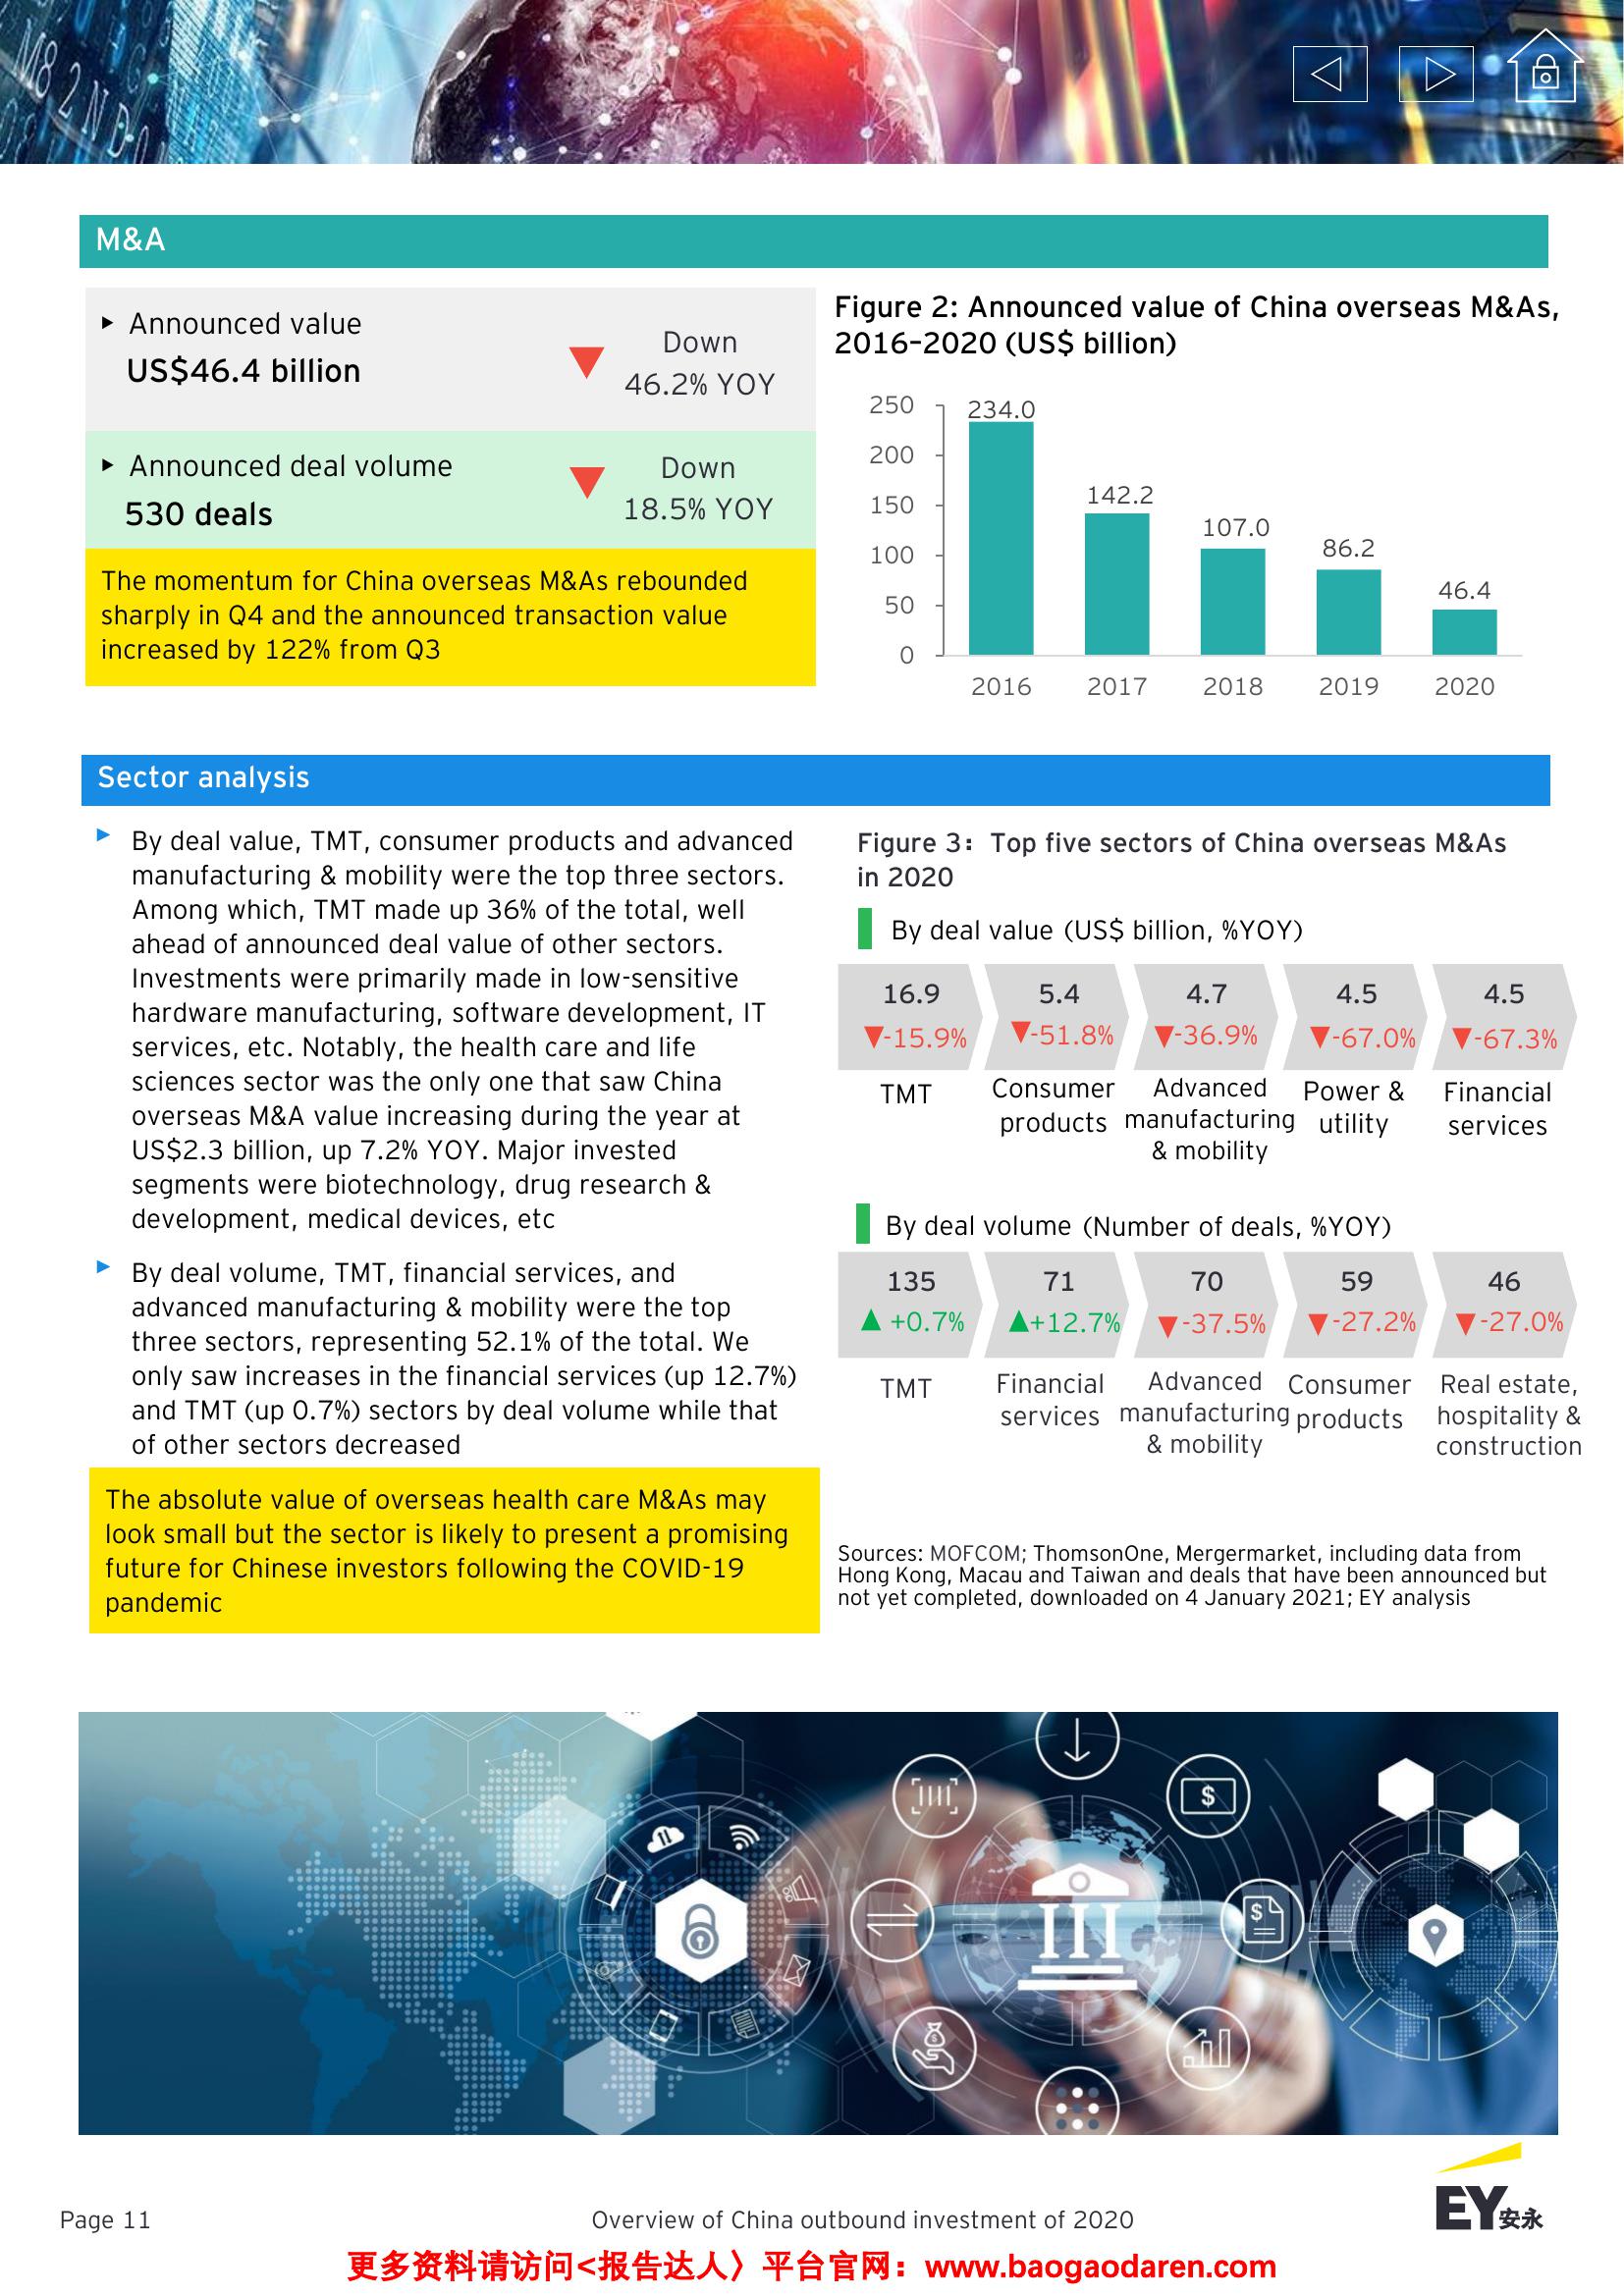 M&A
▶ Announced value
US$46.4 billion
Down
46.2% YOY
▶ Announced deal volume
530 deals
Down
18.5% YOY
The momentum for China overseas M&As rebounded
sharply in Q4 and the announced transaction value
increased by 122% from Q3
Figure 2: Announced value of China overseas M&As,
2016–2020 (US$ billion)
250
200
150
100
50
0
234.0
142.2
107.0
86.2
46.4
2016 2017 2018 2019 2020
Sector analysis
By deal value, TMT, consumer products and advanced
manufacturing & mobility were the top three sectors.
Among which, TMT made up 36% of the total, well
ahead of announced deal value of other sectors.
Investments were primarily made in low-sensitive
hardware manufacturing, software development, IT
services, etc. Notably, the health care and life
sciences sector was the only one that saw China
overseas M&A value increasing during the year at
US$2.3 billion, up 7.2% YOY. Major invested
segments were biotechnology, drug research &
development, medical devices, etc
By deal volume, TMT, financial services, and
advanced manufacturing & mobility were the top
three sectors, representing 52.1% of the total. We
only saw increases in the financial services (up 12.7%)
and TMT (up 0.7%) sectors by deal volume while that
of other sectors decreased
The absolute value of overseas health care M&As may
look small but the sector is likely to present a promising
future for Chinese investors following the COVID-19
pandemic
Figure 3： Top five sectors of China overseas M&As
in 2020
By deal value (US$ billion, %YOY)
16.9 5.4 4.7 4.5 4.5
▼-15.9% ▼-51.8% ▼-36.9% ▼-67.0% ▼-67.3%
TMT
Consumer
products
Advanced
manufacturing
& mobility
Power &
utility
Financial
services
By deal volume (Number of deals, %YOY)
135 71 70 59 46
▲ +0.7% ▲+12.7% ▼-37.5% ▼-27.2% ▼-27.0%
TMT
Financial
services
Advanced
manufacturing
& mobility
Consumer
products
Real estate,
hospitality &
construction
Sources: MOFCOM; ThomsonOne, Mergermarket, including data from
Hong Kong, Macau and Taiwan and deals that have been announced but
not yet completed, downloaded on 4 January 2021; EY analysis
Page 11
Overview of China outbound investment of 2020
EY安永
更多资料请访问<报告达人〉平台官网：www.baogaodaren.com